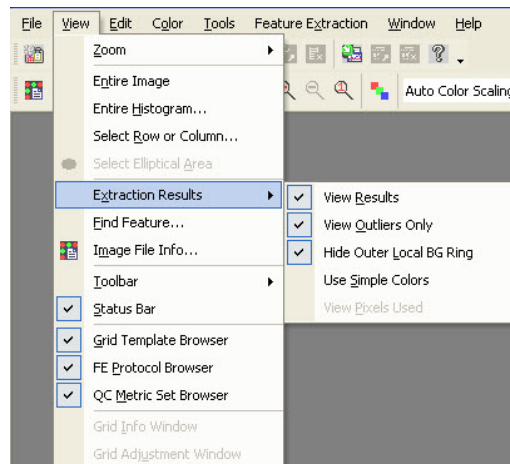 File View Edit Color Tools Feature Extraction Window Help
Zoom
Entire Image
Entire Histogram...
Select Row or Column...
Auto Color Scaling
Select Elliptical Area
Extraction Results
Find Feature...
Image File Info...
Toolbar
Status Bar
Grid Template Browser
FE Protocol Browser
QC Metric Set Browser
Grid Info Window
Grid Adjustment Window
View Results
View Outliers Only
Hide Outer Local BG Ring
Use Simple Colors
View Pixels Used